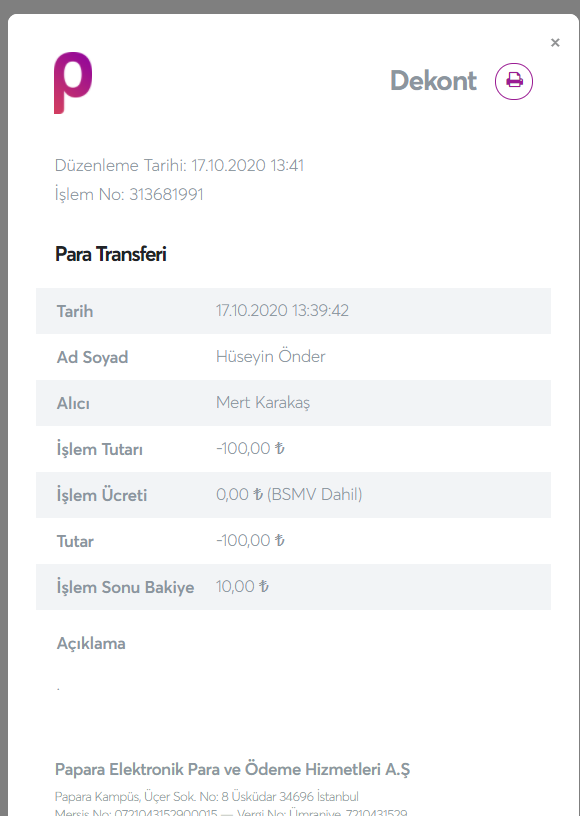 ×
p
Dekont
Düzenleme Tarihi: 17.10.2020 13:41
İşlem No: 313681991
Para Transferi
Tarih 17.10.2020 13:39:42
Ad Soyad Hüseyin Önder
Alıcı Mert Karakaş
İşlem Tutarı -100,00 ₺
İşlem Ücreti 0,00 ₺ (BSMV Dahil)
Tutar -100,00 ₺
İşlem Sonu Bakiye 10,00 ₺
Açıklama
.
Papara Elektronik Para ve Ödeme Hizmetleri A.Ş
Papara Kampüs, Üçer Sok. No: 8 Üsküdar 34696 İstanbul
Mersis No: 0721043152900015 — Vergi No: Ümraniye, 7210431529